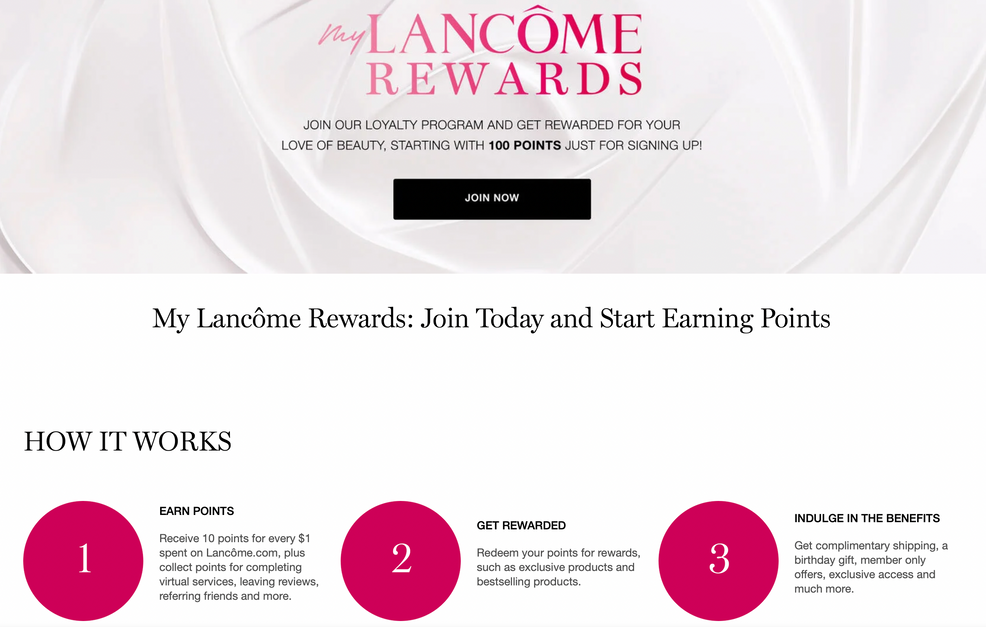 my LANCÔME
REWARDS
JOIN OUR LOYALTY PROGRAM AND GET REWARDED FOR YOUR
LOVE OF BEAUTY, STARTING WITH 100 POINTS JUST FOR SIGNING UP!
JOIN NOW
My Lancôme Rewards: Join Today and Start Earning Points
HOW IT WORKS
1
EARN POINTS
Receive 10 points for every $1
spent on Lancôme.com, plus
collect points for completing
virtual services, leaving reviews,
referring friends and more.
2
GET REWARDED
Redeem your points for rewards,
such as exclusive products and
bestselling products.
3
INDULGE IN THE BENEFITS
Get complimentary shipping, a
birthday gift, member only
offers, exclusive access and
much more.